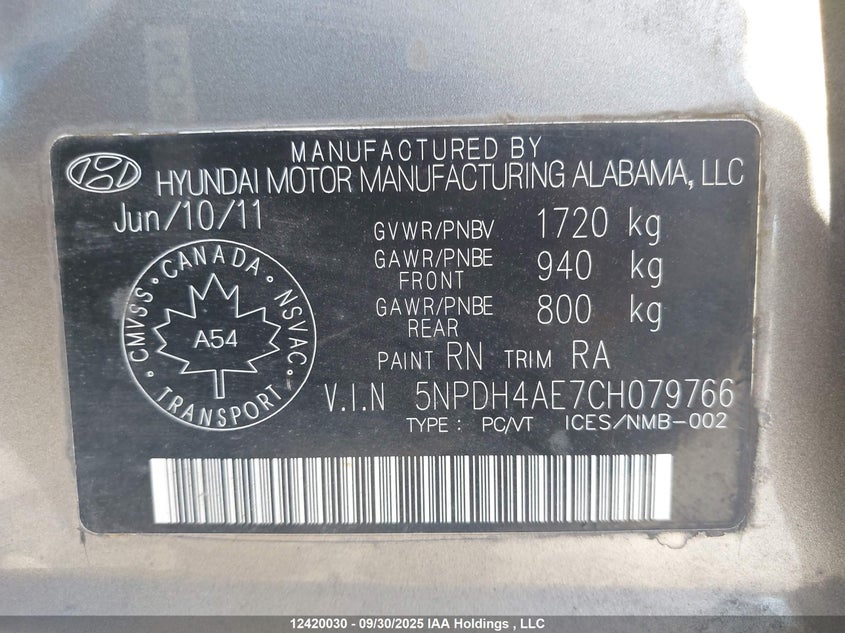 MANUFACTURED BY
HYUNDAI MOTOR MANUFACTURING ALABAMA, LLC
Jun/10/11
GVWR/PNBV 1720 kg
GAWR/PNBE FRONT 940 kg
GAWR/PNBE REAR 800 kg
CANADA
CMVSS
NSVAC
A54
TRANSPORT
PAINT RN TRIM RA
V.I.N 5NPDH4AE7CH079766
TYPE : PC/VT ICES/NMB-002
12420030 - 09/30/2025 IAA Holdings , LLC